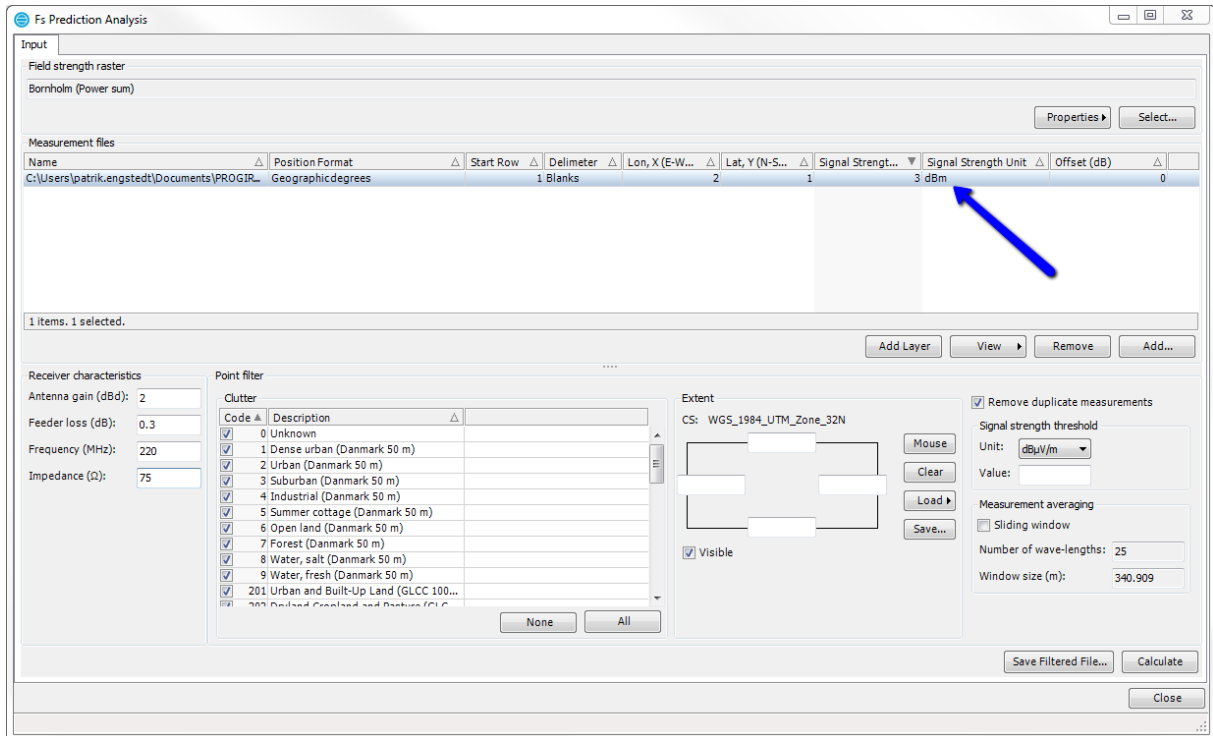 Fs Prediction Analysis
Input
Field strength raster
Bornholm (Power sum)
Properties Select...
Measurement files
Name Position Format Start Row Delimeter Lon, X (E-W... Lat, Y (N-S... Signal Strengt... Signal Strength Unit Offset (dB)
C:\Users\patrik.engstedt\Documents\PROGIR... Geographicdegrees 1 Blanks 2 1 3 dBm 0
1 items. 1 selected.
Add Layer View Remove Add...
Receiver characteristics
Antenna gain (dBd): 2
Feeder loss (dB): 0.3
Frequency (MHz): 220
Impedance (Ω): 75
Point filter
Clutter
Code Description
0 Unknown
1 Dense urban (Danmark 50 m)
2 Urban (Danmark 50 m)
3 Suburban (Danmark 50 m)
4 Industrial (Danmark 50 m)
5 Summer cottage (Danmark 50 m)
6 Open land (Danmark 50 m)
7 Forest (Danmark 50 m)
8 Water, salt (Danmark 50 m)
9 Water, fresh (Danmark 50 m)
201 Urban and Built-Up Land (GLCC 100...
202 Dryland Cropland and Pasture (GLC...
None All
Extent
CS: WGS_1984_UTM_Zone_32N
Mouse
Clear
Load
Save...
Visible
Remove duplicate measurements
Signal strength threshold
Unit: dBµV/m
Value:
Measurement averaging
Sliding window
Number of wave-lengths: 25
Window size (m): 340.909
Save Filtered File... Calculate
Close